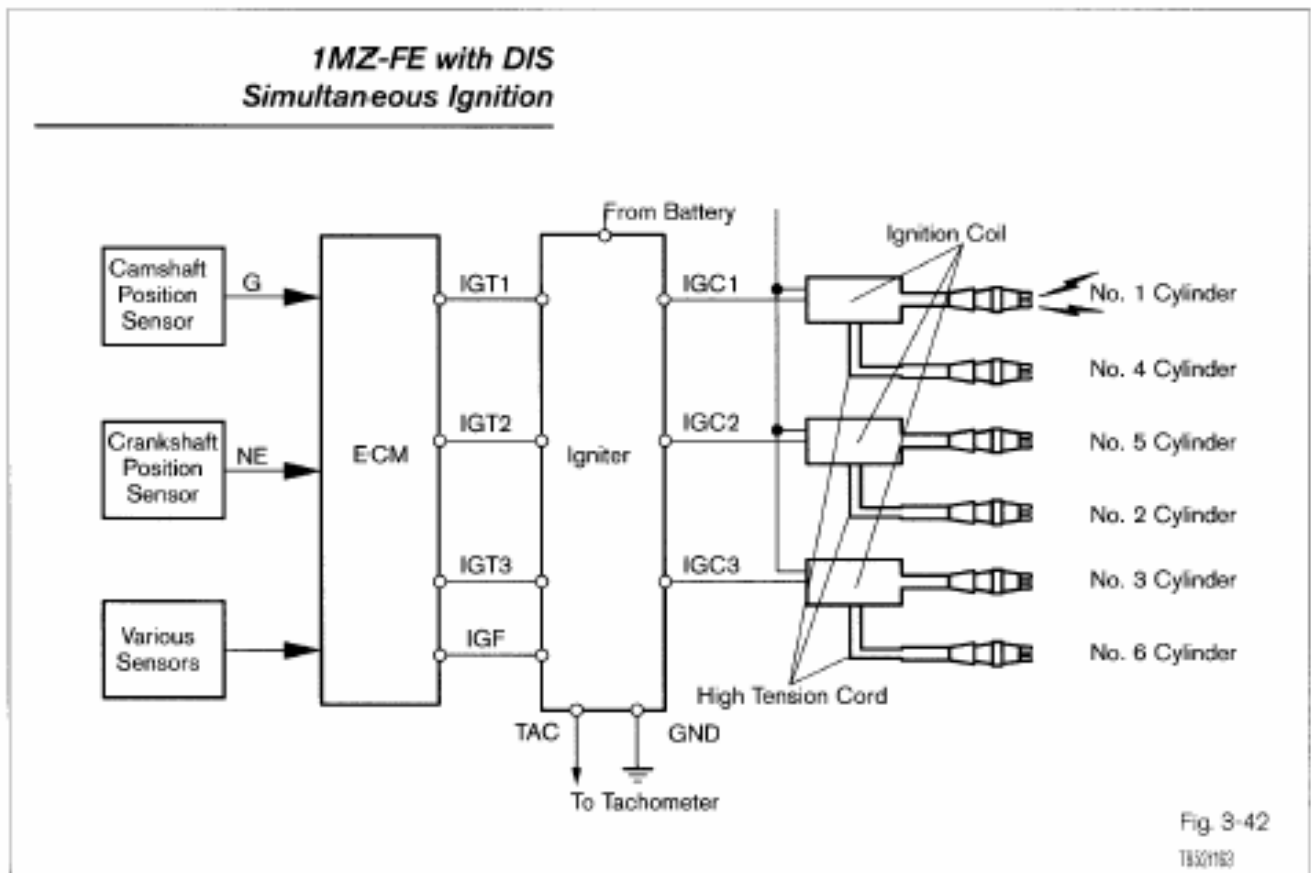 1MZ-FE with DIS
Simultaneous Ignition
From Battery
Ignition Coil
Camshaft
Position
Sensor
G
IGT1
IGC1
No. 1 Cylinder
No. 4 Cylinder
Crankshaft
Position
Sensor
NE
ECM
IGT2
Igniter
IGC2
No. 5 Cylinder
No. 2 Cylinder
IGT3
IGC3
No. 3 Cylinder
Various
Sensors
IGF
No. 6 Cylinder
High Tension Cord
TAC
GND
To Tachometer
Fig. 3-42